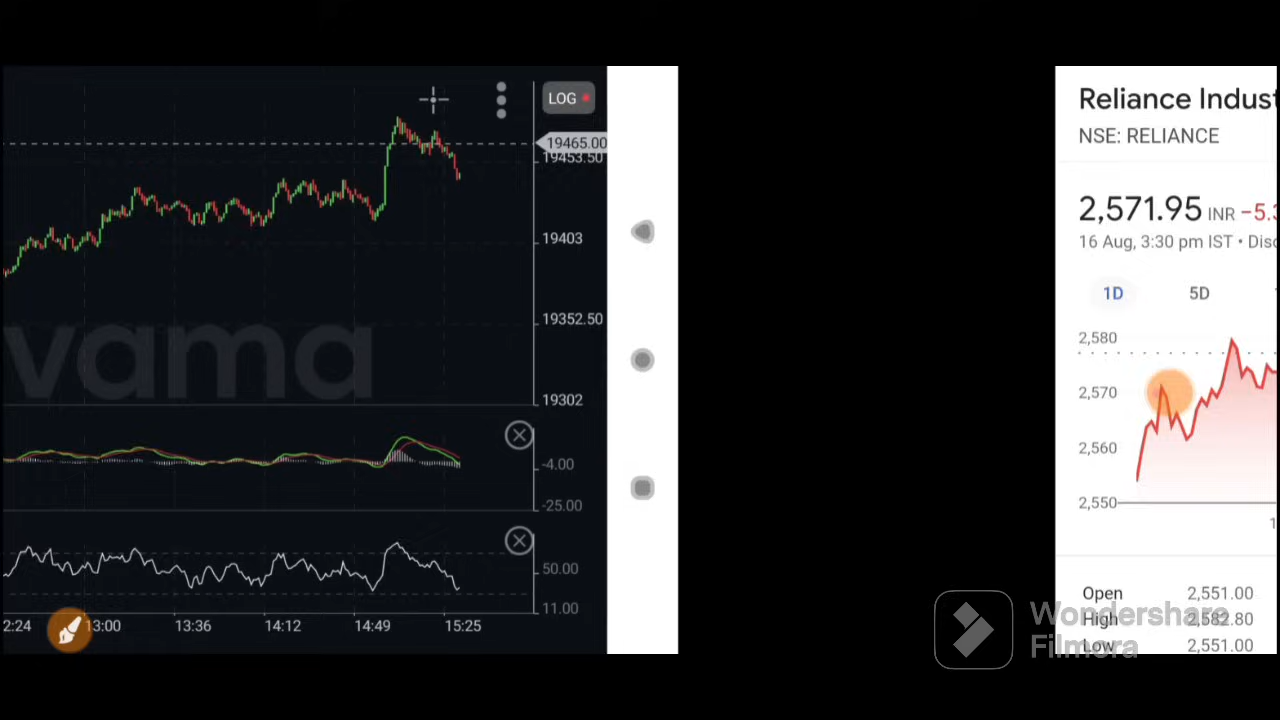 LOG
19465.00
19453.50
19403
19352.50
19302
vama
-4.00
-25.00
50.00
11.00
2:24 13:00 13:36 14:12 14:49 15:25
Reliance Indus
NSE: RELIANCE
2,571.95 INR −5.
16 Aug, 3:30 pm IST • Disc
1D 5D
2,580
2,570
2,560
2,550
Open 2,551.00
High 2,582.80
Low 2,551.00
Wondershare
Filmora